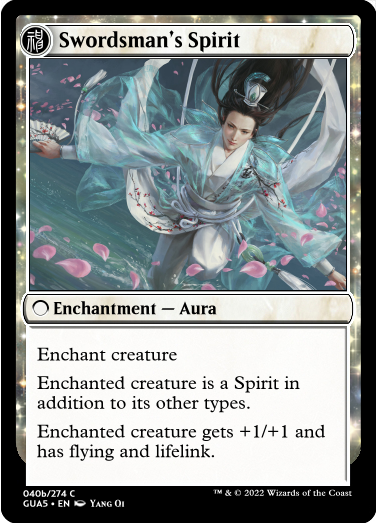 Swordsman's Spirit
Enchantment — Aura
Enchant creature
Enchanted creature is a Spirit in
addition to its other types.
Enchanted creature gets +1/+1 and
has flying and lifelink.
040b/274 C
GUA5 • EN Yang Qi
™ & © 2022 Wizards of the Coast